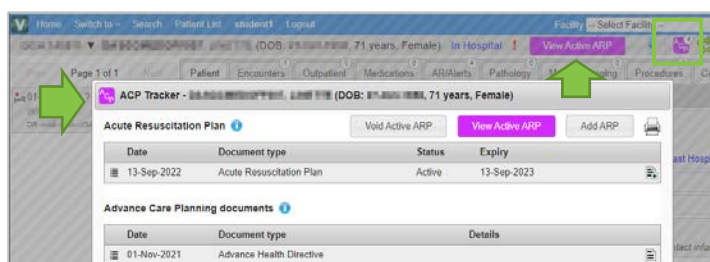 V Home Switch to Search Patient List student1 Logout Facility -- Select Facility --
(DOB: 71 years, Female) In Hospital ! View Active ARP
Page 1 of 1 Patient Encounters Outpatient Medications AR/Alerts Pathology Procedures
ACP Tracker - (DOB: , 71 years, Female)
Acute Resuscitation Plan Void Active ARP View Active ARP Add ARP
Date Document type Status Expiry
13-Sep-2022 Acute Resuscitation Plan Active 13-Sep-2023
Advance Care Planning documents
Date Document type Details
01-Nov-2021 Advance Health Directive